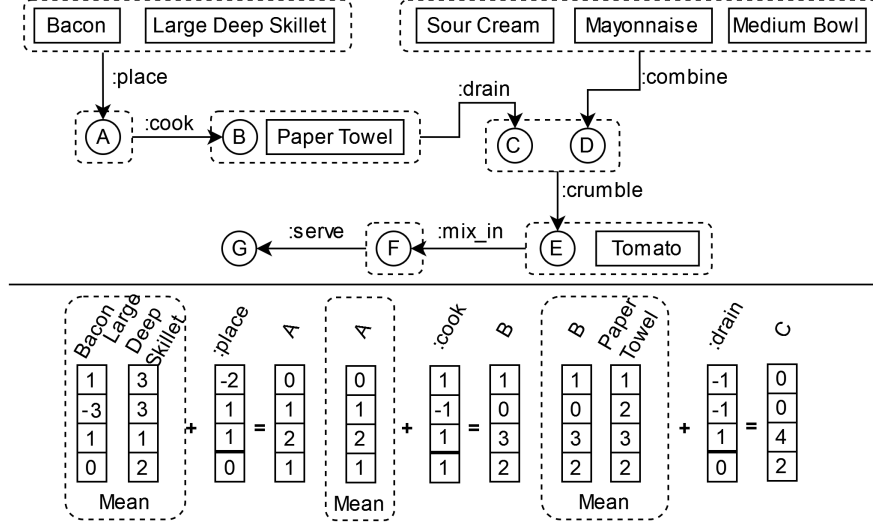 Bacon Large Deep Skillet Sour Cream Mayonnaise Medium Bowl
:place :combine
:drain
:cook
A B Paper Towel C D
:crumble
:serve :mix_in
G F E Tomato
Bacon Large Deep Skillet :place A A :cook B B Paper Towel :drain C
1 3 -2 0 0 1 1 1 1 -1 0
-3 3 1 1 1 -1 0 0 2 -1 0
+ = + = + =
1 1 1 2 2 1 3 3 3 1 4
0 2 0 1 1 1 2 2 2 0 2
Mean Mean Mean